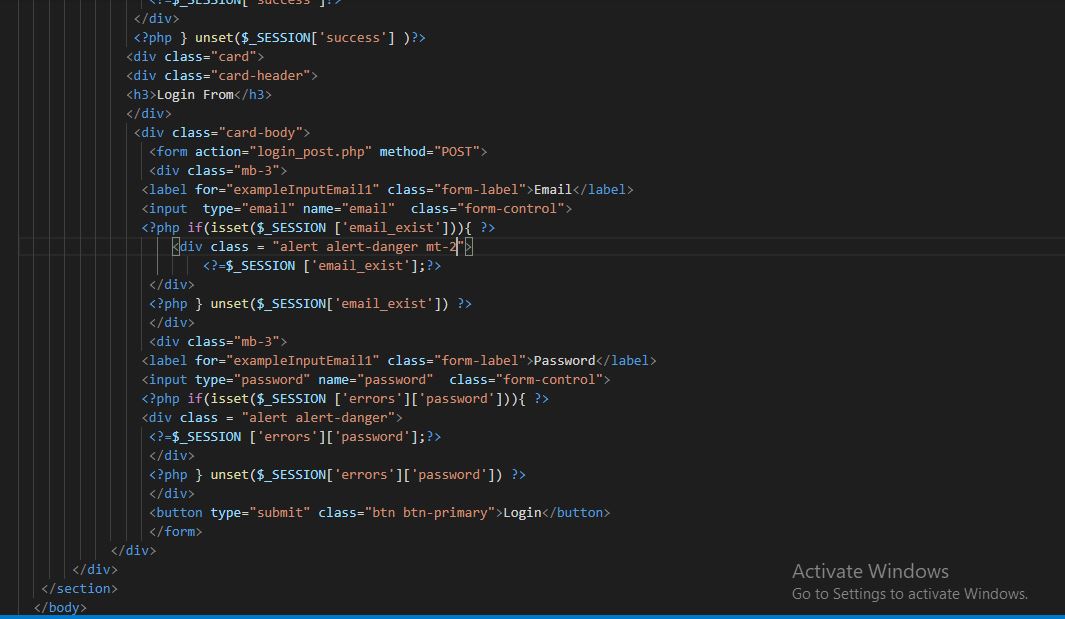 <?=$_SESSION['success'];?>
</div>
<?php } unset($_SESSION['success'] )?>
<div class="card">
<div class="card-header">
<h3>Login From</h3>
</div>
<div class="card-body">
<form action="login_post.php" method="POST">
<div class="mb-3">
<label for="exampleInputEmail1" class="form-label">Email</label>
<input  type="email" name="email"  class="form-control">
<?php if(isset($_SESSION ['email_exist'])){ ?>
<div class = "alert alert-danger mt-2">
<?=$_SESSION ['email_exist'];?>
</div>
<?php } unset($_SESSION['email_exist']) ?>
</div>
<div class="mb-3">
<label for="exampleInputEmail1" class="form-label">Password</label>
<input type="password" name="password"  class="form-control">
<?php if(isset($_SESSION ['errors']['password'])){ ?>
<div class = "alert alert-danger">
<?=$_SESSION ['errors']['password'];?>
</div>
<?php } unset($_SESSION['errors']['password']) ?>
</div>
<button type="submit" class="btn btn-primary">Login</button>
</form>
</div>
</div>
</section>
</body>
Activate Windows
Go to Settings to activate Windows.